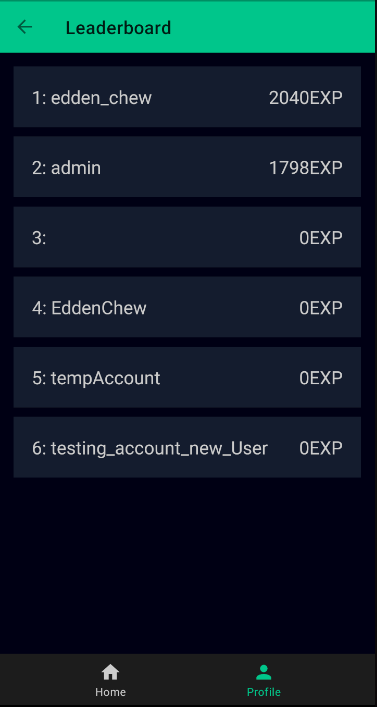 Leaderboard
1: edden_chew 2040EXP
2: admin 1798EXP
3: 0EXP
4: EddenChew 0EXP
5: tempAccount 0EXP
6: testing_account_new_User 0EXP
Home Profile